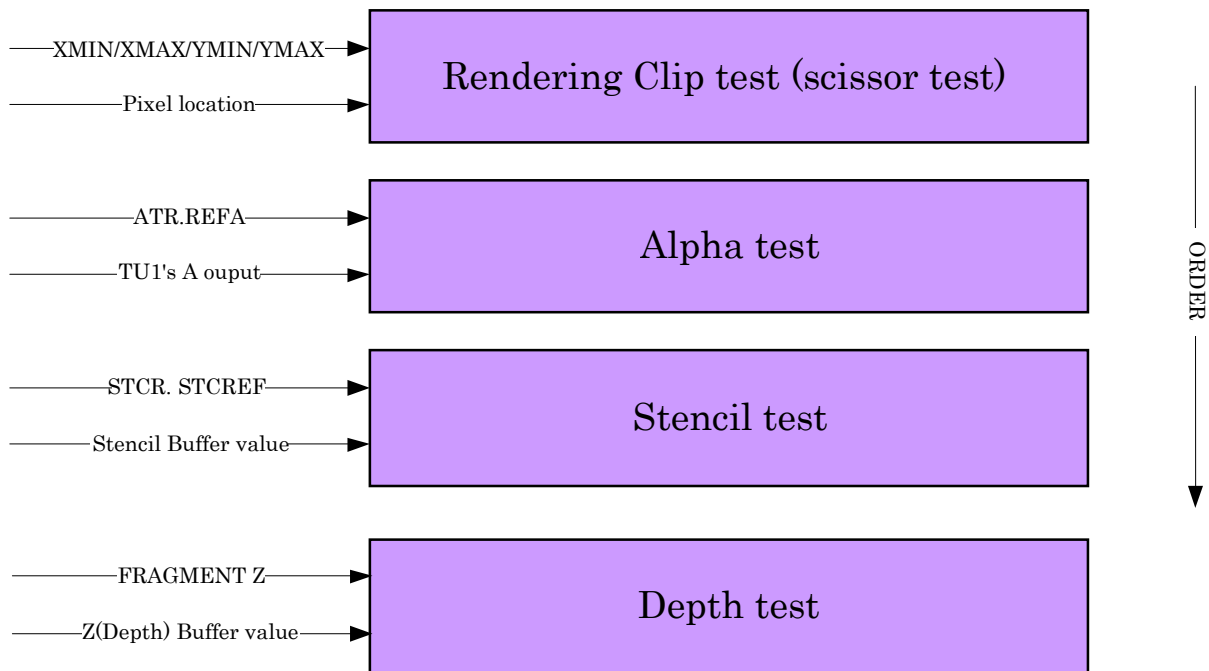 XMIN/XMAX/YMIN/YMAX
Pixel location
Rendering Clip test (scissor test)
ATR.REFA
TU1's A ouput
Alpha test
STCR. STCREF
Stencil Buffer value
Stencil test
FRAGMENT Z
Z(Depth) Buffer value
Depth test
ORDER